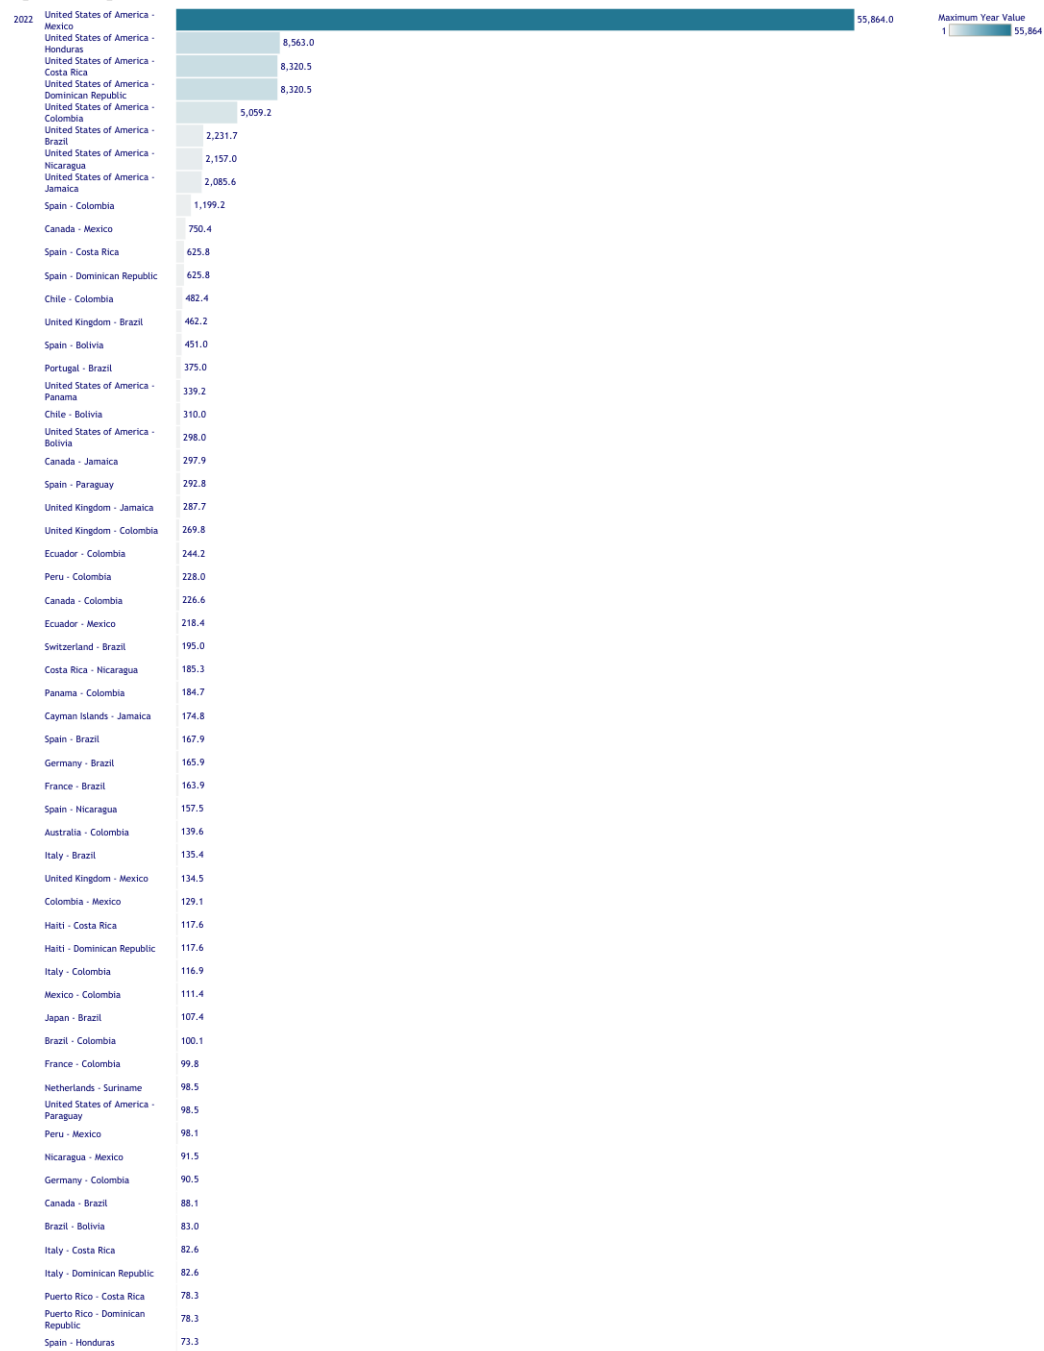 2022
United States of America -
Mexico
55,864.0
Maximum Year Value
1
55,864
United States of America -
Honduras
8,563.0
United States of America -
Costa Rica
8,320.5
United States of America -
Dominican Republic
8,320.5
United States of America -
Colombia
5,059.2
United States of America -
Brazil
2,231.7
United States of America -
Nicaragua
2,157.0
United States of America -
Jamaica
2,085.6
Spain - Colombia
1,199.2
Canada - Mexico
750.4
Spain - Costa Rica
625.8
Spain - Dominican Republic
625.8
Chile - Colombia
482.4
United Kingdom - Brazil
462.2
Spain - Bolivia
451.0
Portugal - Brazil
375.0
United States of America -
Panama
339.2
Chile - Bolivia
310.0
United States of America -
Bolivia
298.0
Canada - Jamaica
297.9
Spain - Paraguay
292.8
United Kingdom - Jamaica
287.7
United Kingdom - Colombia
269.8
Ecuador - Colombia
244.2
Peru - Colombia
228.0
Canada - Colombia
226.6
Ecuador - Mexico
218.4
Switzerland - Brazil
195.0
Costa Rica - Nicaragua
185.3
Panama - Colombia
184.7
Cayman Islands - Jamaica
174.8
Spain - Brazil
167.9
Germany - Brazil
165.9
France - Brazil
163.9
Spain - Nicaragua
157.5
Australia - Colombia
139.6
Italy - Brazil
135.4
United Kingdom - Mexico
134.5
Colombia - Mexico
129.1
Haiti - Costa Rica
117.6
Haiti - Dominican Republic
117.6
Italy - Colombia
116.9
Mexico - Colombia
111.4
Japan - Brazil
107.4
Brazil - Colombia
100.1
France - Colombia
99.8
Netherlands - Suriname
98.5
United States of America -
Paraguay
98.5
Peru - Mexico
98.1
Nicaragua - Mexico
91.5
Germany - Colombia
90.5
Canada - Brazil
88.1
Brazil - Bolivia
83.0
Italy - Costa Rica
82.6
Italy - Dominican Republic
82.6
Puerto Rico - Costa Rica
78.3
Puerto Rico - Dominican
Republic
78.3
Spain - Honduras
73.3